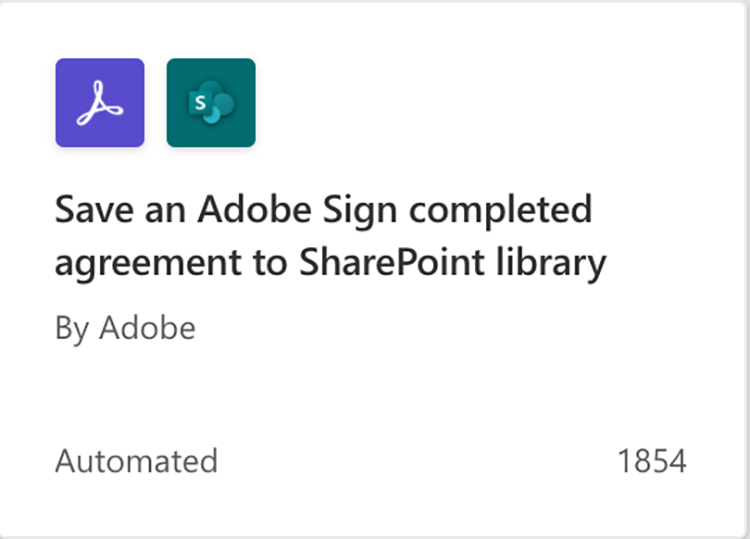 S
Save an Adobe Sign completed
agreement to SharePoint library
By Adobe
Automated 1854